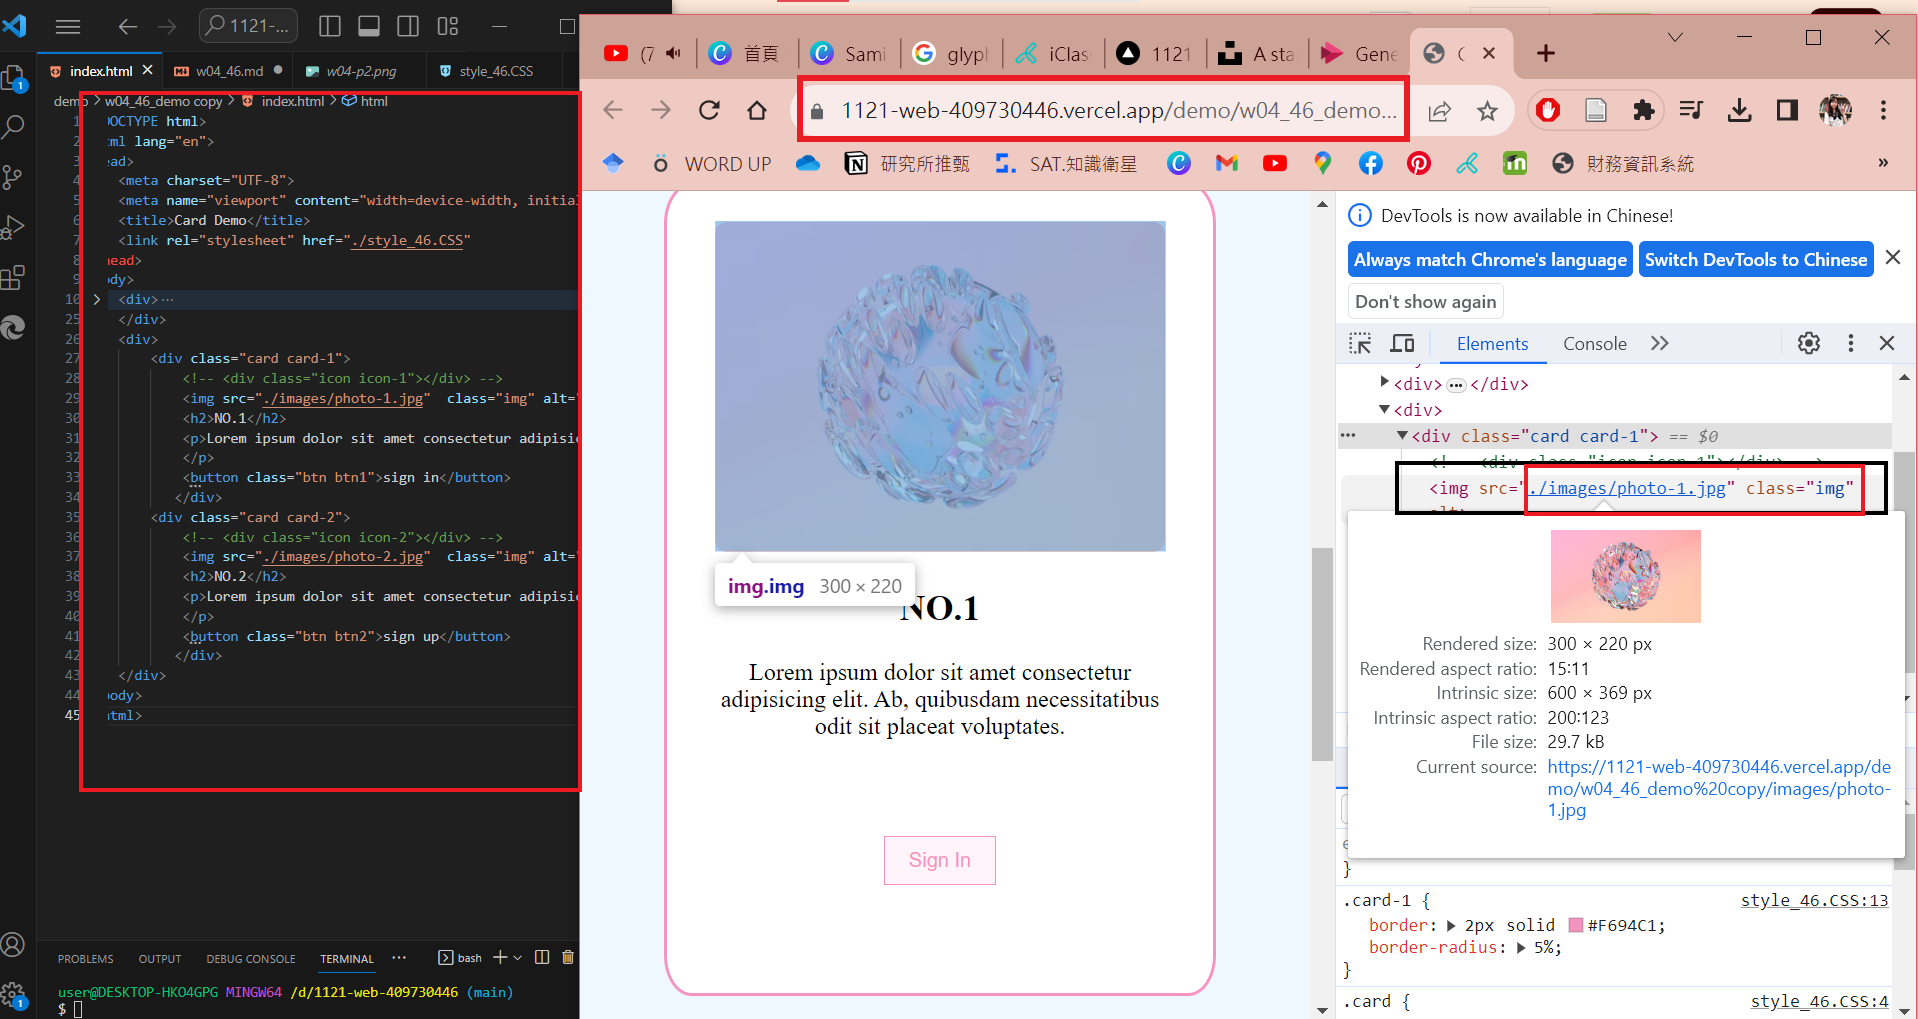 1121-...
index.html
w04_46.md
w04-p2.png
style_46.CSS
demo > w04_46_demo copy > index.html > html
1 OCTYPE html>
2 tml lang="en">
3 ead>
4 <meta charset="UTF-8">
5 <meta name="viewport" content="width=device-width, initial
6 <title>Card Demo</title>
7 <link rel="stylesheet" href="./style_46.CSS"
8 head>
9 ody>
10 <div>…
25 </div>
26 <div>
27 <div class="card card-1">
28 <!-- <div class="icon icon-1"></div> -->
29 <img src="./images/photo-1.jpg" class="img" alt="
30 <h2>NO.1</h2>
31 <p>Lorem ipsum dolor sit amet consectetur adipisic
32 </p>
33 <button class="btn btn1">sign in</button>
34 </div>
35 <div class="card card-2">
36 <!-- <div class="icon icon-2"></div> -->
37 <img src="./images/photo-2.jpg" class="img" alt="
38 <h2>NO.2</h2>
39 <p>Lorem ipsum dolor sit amet consectetur adipisic
40 </p>
41 <button class="btn btn2">sign up</button>
42 </div>
43 </div>
44 body>
45 html>
PROBLEMS OUTPUT DEBUG CONSOLE TERMINAL ··· bash
user@DESKTOP-HKO4GPG MINGW64 /d/1121-web-409730446 (main)
$
1
1
(7 首頁 Sami glyph iClas 1121 A sta Gene
1121-web-409730446.vercel.app/demo/w04_46_demo...
WORD UP 研究所推甄 SAT.知識衛星 財務資訊系統 »
img.img 300 × 220
NO.1
Lorem ipsum dolor sit amet consectetur
adipisicing elit. Ab, quibusdam necessitatibus
odit sit placeat voluptates.
Sign In
DevTools is now available in Chinese!
Always match Chrome's language
Switch DevTools to Chinese
Don't show again
Elements Console
<div> ··· </div>
<div>
··· <div class="card card-1"> == $0
<img src="./images/photo-1.jpg" class="img"
Rendered size: 300 × 220 px
Rendered aspect ratio: 15:11
Intrinsic size: 600 × 369 px
Intrinsic aspect ratio: 200:123
File size: 29.7 kB
Current source: https://1121-web-409730446.vercel.app/de
mo/w04_46_demo%20copy/images/photo-
1.jpg
}
.card-1 { style_46.CSS:13
border: 2px solid #F694C1;
border-radius: 5%;
}
.card { style_46.CSS:4